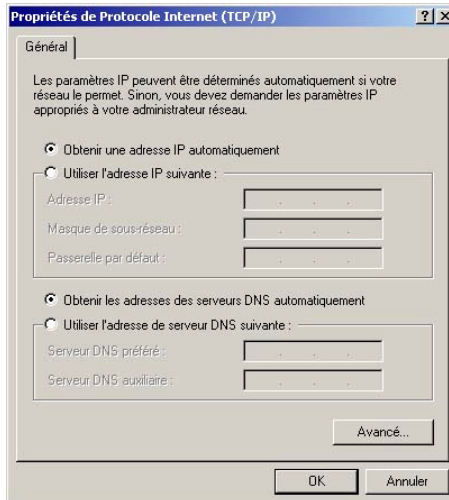 Propriétés de Protocole Internet (TCP/IP)
Général
Les paramètres IP peuvent être déterminés automatiquement si votre
réseau le permet. Sinon, vous devez demander les paramètres IP
appropriés à votre administrateur réseau.
Obtenir une adresse IP automatiquement
Utiliser l'adresse IP suivante :
Adresse IP :
Masque de sous-réseau :
Passerelle par défaut :
Obtenir les adresses des serveurs DNS automatiquement
Utiliser l'adresse de serveur DNS suivante :
Serveur DNS préféré :
Serveur DNS auxiliaire :
Avancé...
OK
Annuler